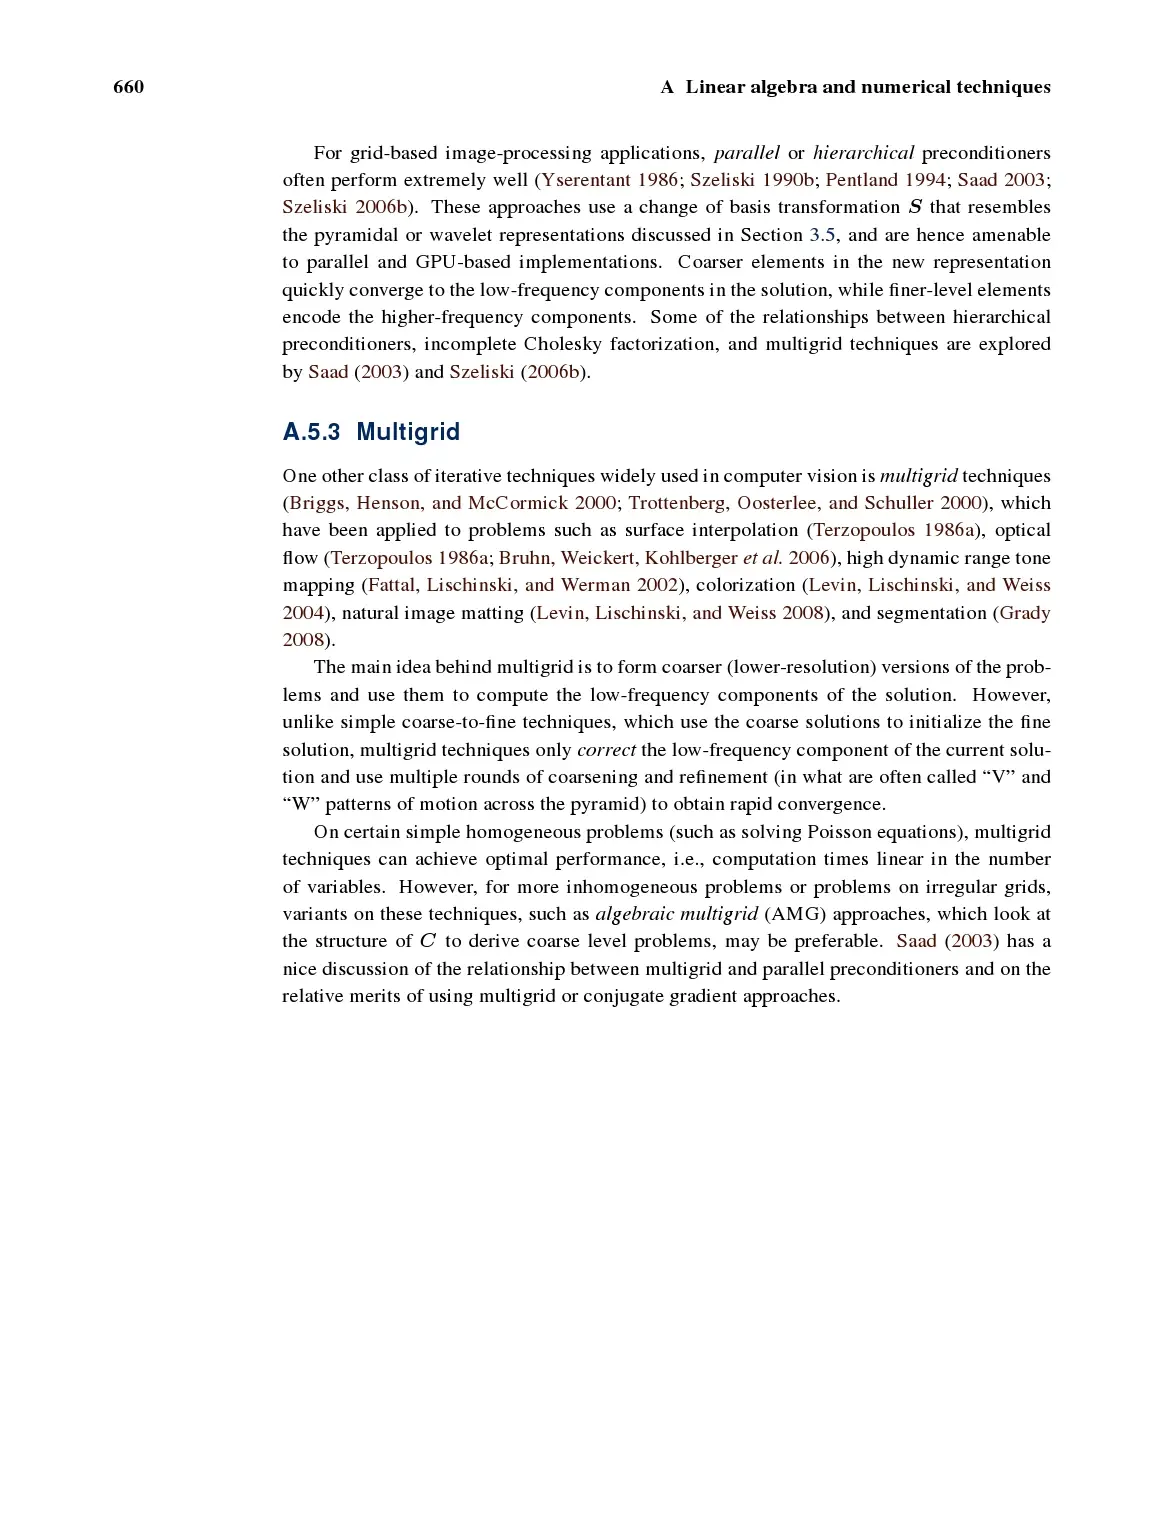 660 A Linear algebra and numerical techniques
For grid-based image-processing applications, parallel or hierarchical preconditioners
often perform extremely well (Yserentant 1986; Szeliski 1990b; Pentland 1994; Saad 2003;
Szeliski 2006b). These approaches use a change of basis transformation S that resembles
the pyramidal or wavelet representations discussed in Section 3.5, and are hence amenable
to parallel and GPU-based implementations. Coarser elements in the new representation
quickly converge to the low-frequency components in the solution, while finer-level elements
encode the higher-frequency components. Some of the relationships between hierarchical
preconditioners, incomplete Cholesky factorization, and multigrid techniques are explored
by Saad (2003) and Szeliski (2006b).
A.5.3 Multigrid
One other class of iterative techniques widely used in computer vision is multigrid techniques
(Briggs, Henson, and McCormick 2000; Trottenberg, Oosterlee, and Schuller 2000), which
have been applied to problems such as surface interpolation (Terzopoulos 1986a), optical
flow (Terzopoulos 1986a; Bruhn, Weickert, Kohlberger et al. 2006), high dynamic range tone
mapping (Fattal, Lischinski, and Werman 2002), colorization (Levin, Lischinski, and Weiss
2004), natural image matting (Levin, Lischinski, and Weiss 2008), and segmentation (Grady
2008).
The main idea behind multigrid is to form coarser (lower-resolution) versions of the prob-
lems and use them to compute the low-frequency components of the solution. However,
unlike simple coarse-to-fine techniques, which use the coarse solutions to initialize the fine
solution, multigrid techniques only correct the low-frequency component of the current solu-
tion and use multiple rounds of coarsening and refinement (in what are often called “V” and
“W” patterns of motion across the pyramid) to obtain rapid convergence.
On certain simple homogeneous problems (such as solving Poisson equations), multigrid
techniques can achieve optimal performance, i.e., computation times linear in the number
of variables. However, for more inhomogeneous problems or problems on irregular grids,
variants on these techniques, such as algebraic multigrid (AMG) approaches, which look at
the structure of C to derive coarse level problems, may be preferable. Saad (2003) has a
nice discussion of the relationship between multigrid and parallel preconditioners and on the
relative merits of using multigrid or conjugate gradient approaches.